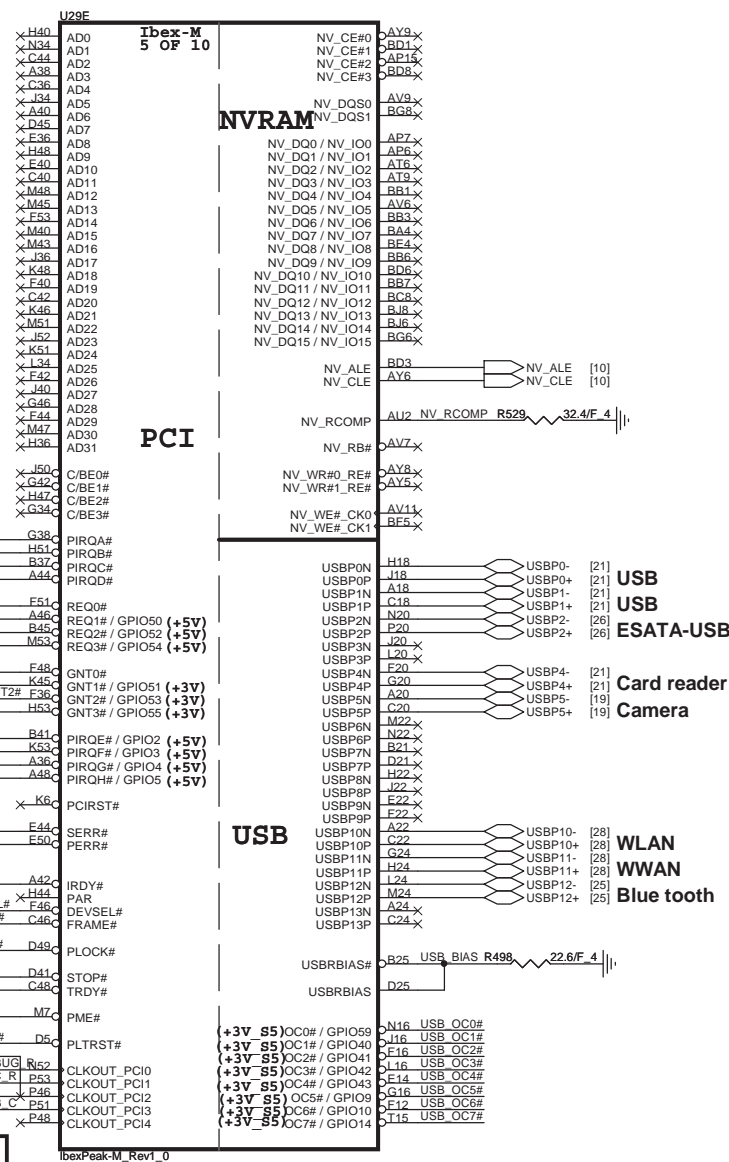 U29E
Ibex-M
5 OF 10
PCI
NVRAM
USB
H40 AD0
N34 AD1
C44 AD2
A38 AD3
C36 AD4
J34 AD5
A40 AD6
D45 AD7
E36 AD8
H48 AD9
E40 AD10
C40 AD11
M48 AD12
M45 AD13
F53 AD14
M40 AD15
M43 AD16
J36 AD17
K48 AD18
F40 AD19
C42 AD20
K46 AD21
M51 AD22
J52 AD23
K51 AD24
L34 AD25
F42 AD26
J40 AD27
G46 AD28
F44 AD29
M47 AD30
H36 AD31
J50 C/BE0#
G42 C/BE1#
H47 C/BE2#
G34 C/BE3#
G38 PIRQA#
H51 PIRQB#
B37 PIRQC#
A44 PIRQD#
F51 REQ0#
A46 REQ1# / GPIO50 (+5V)
B45 REQ2# / GPIO52 (+5V)
M53 REQ3# / GPIO54 (+5V)
F48 GNT0#
K45 GNT1# / GPIO51 (+3V)
T2# F36 GNT2# / GPIO53 (+3V)
H53 GNT3# / GPIO55 (+3V)
B41 PIRQE# / GPIO2 (+5V)
K53 PIRQF# / GPIO3 (+5V)
A36 PIRQG# / GPIO4 (+5V)
A48 PIRQH# / GPIO5 (+5V)
K6 PCIRST#
E44 SERR#
E50 PERR#
A42 IRDY#
H44 PAR
F46 DEVSEL#
C46 FRAME#
D49 PLOCK#
D41 STOP#
C48 TRDY#
M7 PME#
D5 PLTRST#
BUG_R N52 CLKOUT_PCI0
C_R P53 CLKOUT_PCI1
P46 CLKOUT_PCI2
B_C P51 CLKOUT_PCI3
P48 CLKOUT_PCI4
NV_CE#0 AY9
NV_CE#1 BD1
NV_CE#2 AP15
NV_CE#3 BD8
NV_DQS0 AV9
NV_DQS1 BG8
NV_DQ0 / NV_IO0 AP7
NV_DQ1 / NV_IO1 AP6
NV_DQ2 / NV_IO2 AT6
NV_DQ3 / NV_IO3 AT9
NV_DQ4 / NV_IO4 BB1
NV_DQ5 / NV_IO5 AV6
NV_DQ6 / NV_IO6 BB3
NV_DQ7 / NV_IO7 BA4
NV_DQ8 / NV_IO8 BE4
NV_DQ9 / NV_IO9 BB6
NV_DQ10 / NV_IO10 BD6
NV_DQ11 / NV_IO11 BB7
NV_DQ12 / NV_IO12 BC8
NV_DQ13 / NV_IO13 BJ8
NV_DQ14 / NV_IO14 BJ6
NV_DQ15 / NV_IO15 BG6
NV_ALE BD3 NV_ALE [10]
NV_CLE AY6 NV_CLE [10]
NV_RCOMP AU2 NV_RCOMP R529 32.4/F_4
NV_RB# AV7
NV_WR#0_RE# AY8
NV_WR#1_RE# AY5
NV_WE#_CK0 AV11
NV_WE#_CK1 BF5
USBP0N H18 USBP0- [21]
USBP0P J18 USBP0+ [21] USB
USBP1N A18 USBP1- [21]
USBP1P C18 USBP1+ [21] USB
USBP2N N20 USBP2- [26]
USBP2P P20 USBP2+ [26] ESATA-USB
USBP3N J20
USBP3P L20
USBP4N F20 USBP4- [21]
USBP4P G20 USBP4+ [21] Card reader
USBP5N A20 USBP5- [19]
USBP5P C20 USBP5+ [19] Camera
USBP6N M22
USBP6P N22
USBP7N B21
USBP7P D21
USBP8N H22
USBP8P J22
USBP9N E22
USBP9P F22
USBP10N A22 USBP10- [28]
USBP10P C22 USBP10+ [28] WLAN
USBP11N G24 USBP11- [28]
USBP11P H24 USBP11+ [28] WWAN
USBP12N L24 USBP12- [25]
USBP12P M24 USBP12+ [25] Blue tooth
USBP13N A24
USBP13P C24
USBRBIAS# B25 USB_BIAS R498 22.6/F_4
USBRBIAS D25
(+3V_S5) OC0# / GPIO59 N16 USB_OC0#
(+3V_S5) OC1# / GPIO40 J16 USB_OC1#
(+3V_S5) OC2# / GPIO41 F16 USB_OC2#
(+3V_S5) OC3# / GPIO42 L16 USB_OC3#
(+3V_S5) OC4# / GPIO43 E14 USB_OC4#
(+3V_S5) OC5# / GPIO9 G16 USB_OC5#
(+3V_S5) OC6# / GPIO10 F12 USB_OC6#
(+3V_S5) OC7# / GPIO14 T15 USB_OC7#
IbexPeak-M_Rev1_0